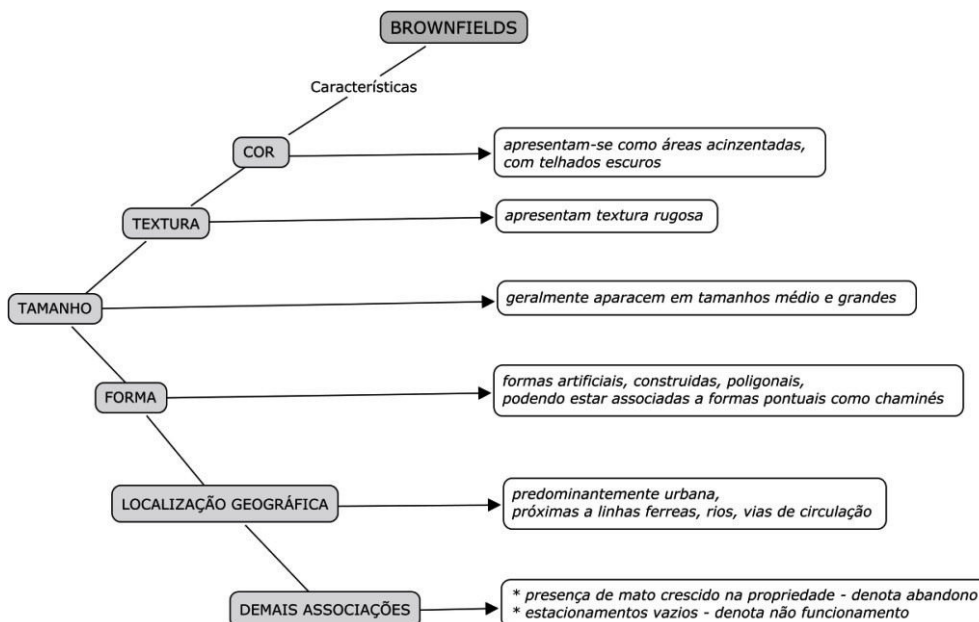 BROWNFIELDS
Características
COR
apresentam-se como áreas acinzentadas,
com telhados escuros
TEXTURA
apresentam textura rugosa
TAMANHO
geralmente aparacem em tamanhos médio e grandes
FORMA
formas artificiais, construidas, poligonais,
podendo estar associadas a formas pontuais como chaminés
LOCALIZAÇÃO GEOGRÁFICA
predominantemente urbana,
próximas a linhas ferreas, rios, vias de circulação
DEMAIS ASSOCIAÇÕES
* presença de mato crescido na propriedade - denota abandono
* estacionamentos vazios - denota não funcionamento